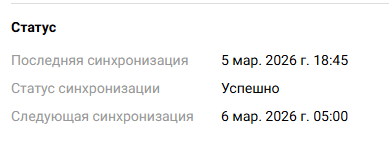 Статус
Последняя синхронизация 5 мар. 2026 г. 18:45
Статус синхронизации Успешно
Следующая синхронизация 6 мар. 2026 г. 05:00